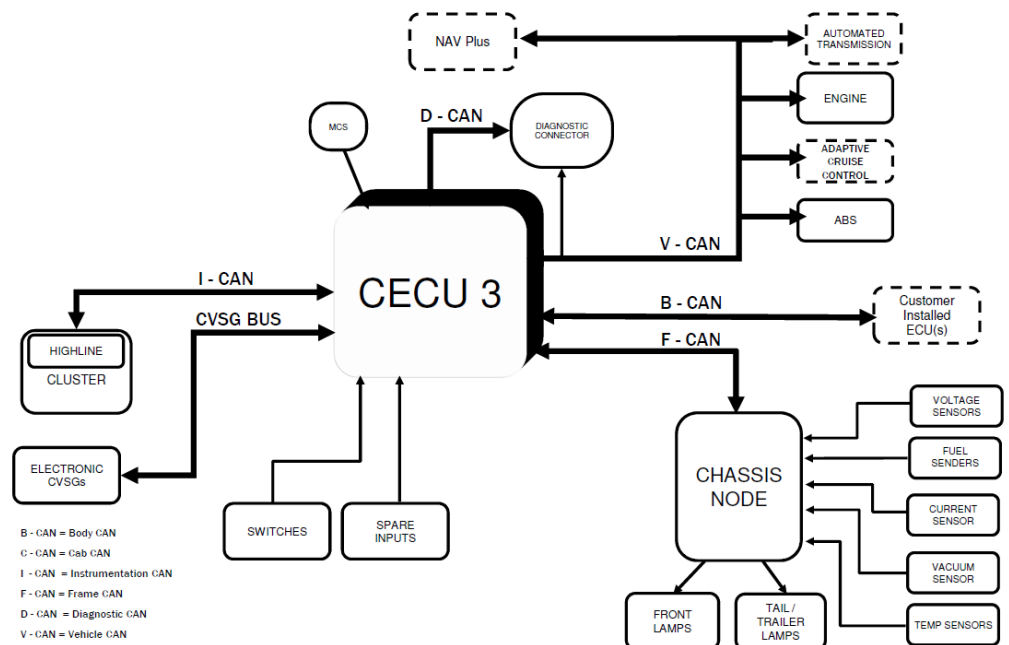 NAV Plus
AUTOMATED
TRANSMISSION
ENGINE
MCS
D - CAN
DIAGNOSTIC
CONNECTOR
ADAPTIVE
CRUISE
CONTROL
ABS
V - CAN
I - CAN
CECU 3
B - CAN
Customer
Installed
ECU(s)
CVSG BUS
F - CAN
HIGHLINE
CLUSTER
VOLTAGE
SENSORS
ELECTRONIC
CVSGs
CHASSIS
NODE
FUEL
SENDERS
CURRENT
SENSOR
SWITCHES
SPARE
INPUTS
VACUUM
SENSOR
FRONT
LAMPS
TAIL /
TRAILER
LAMPS
TEMP SENSORS
B - CAN = Body CAN
C - CAN = Cab CAN
I - CAN = Instrumentation CAN
F - CAN = Frame CAN
D - CAN = Diagnostic CAN
V - CAN = Vehicle CAN